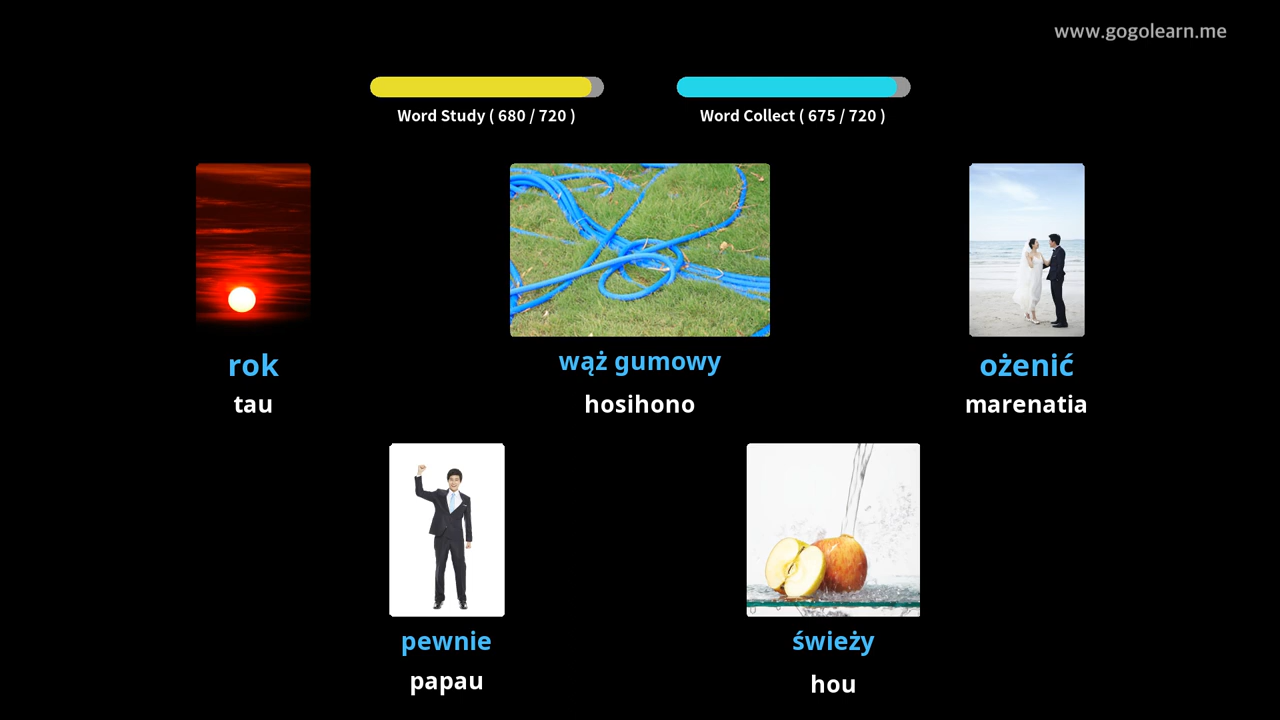 www.gogolearn.me
Word Study ( 680 / 720 )
Word Collect ( 675 / 720 )
rok
tau
wąż gumowy
hosihono
ożenić
marenatia
pewnie
papau
świeży
hou